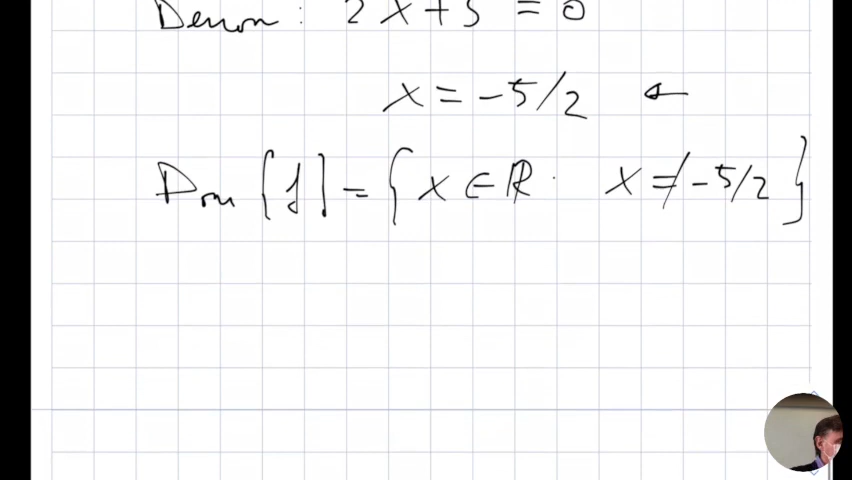 Denom: 2x+5 = 0
x = -5/2 ←
Dom [f] = { x ∈ ℝ : x ≠ -5/2 }